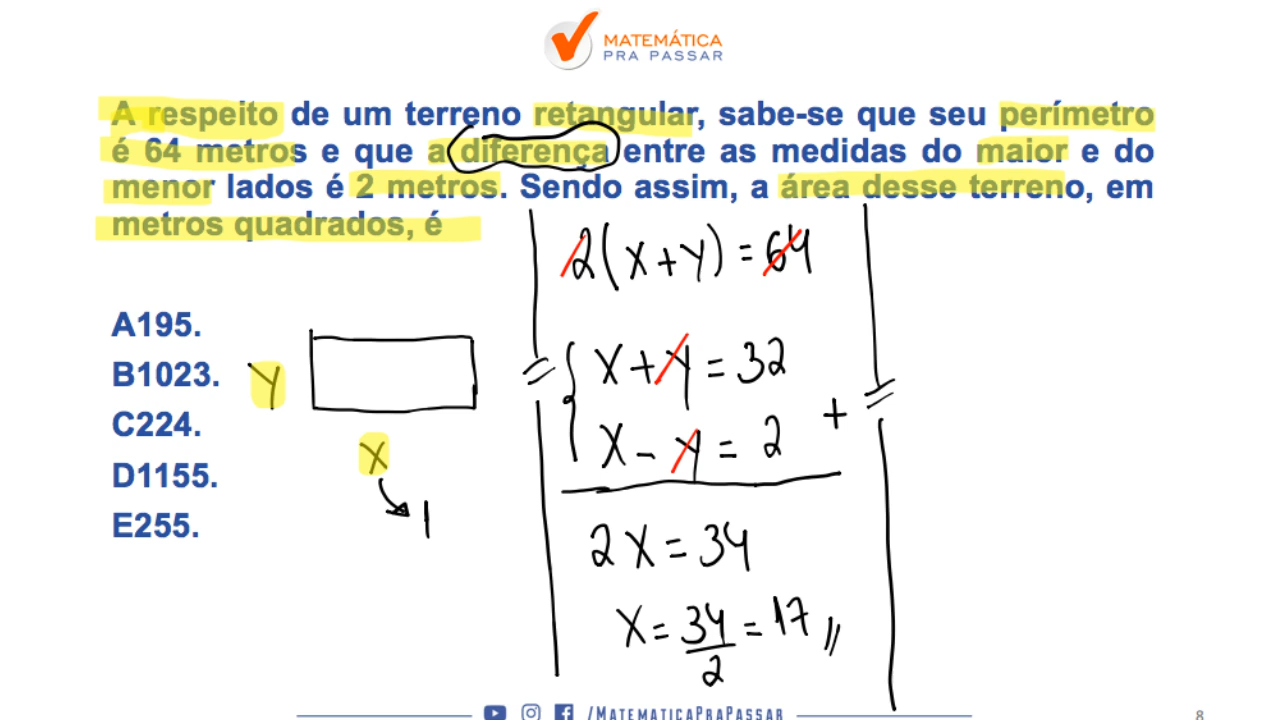 MATEMÁTICA
PRA PASSAR
A respeito de um terreno retangular, sabe-se que seu perímetro
é 64 metros e que a diferença entre as medidas do maior e do
menor lados é 2 metros. Sendo assim, a área desse terreno, em
metros quadrados, é
A195.
B1023.
C224.
D1155.
E255.
Y
X
1
2(X+Y)=64
X+Y=32
X-Y=2
+
2X=34
X=34/2=17
/MATEMATICAPRAPASSAR
8